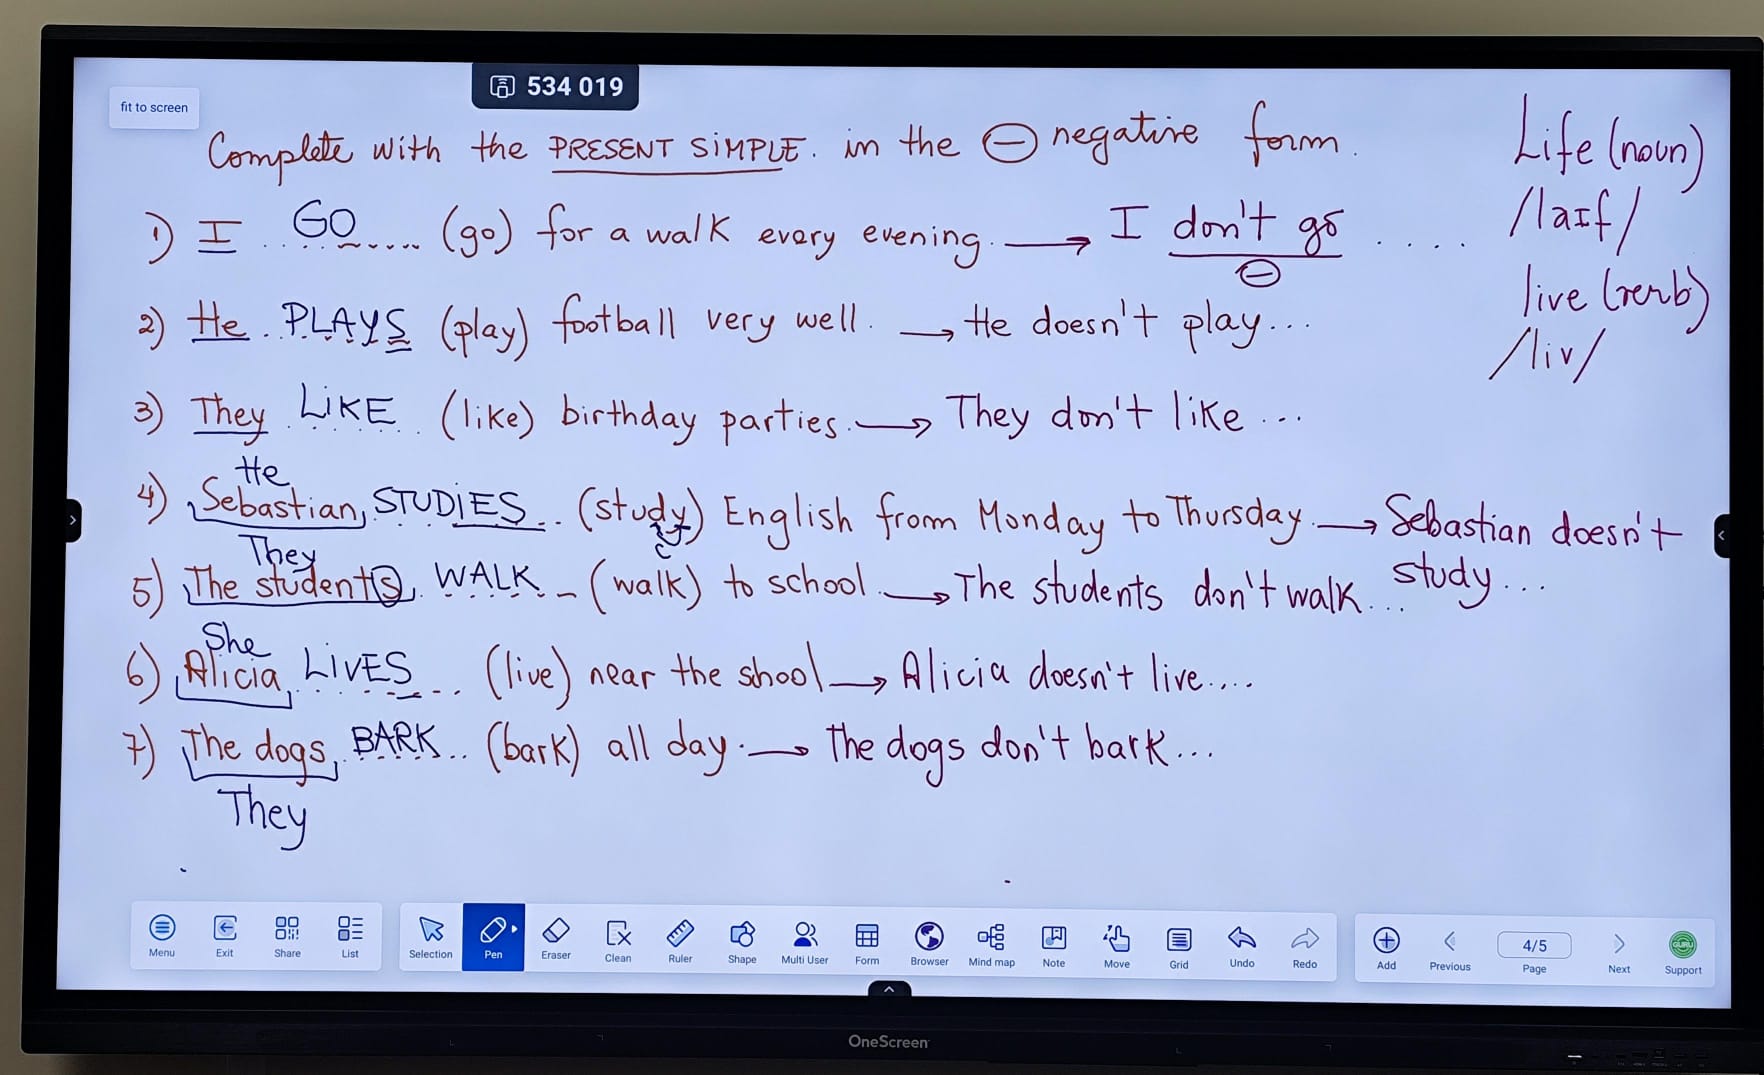 534 019
fit to screen
Complete with the PRESENT SIMPLE. in the ⊖ negative form.
1) I ..GO..... (go) for a walk every evening. → I don't go ....
⊖
2) He . PLAYS (play) football very well. → He doesn't play...
3) They . LIKE . (like) birthday parties. → They don't like ...
He
4) Sebastian, STUDIES .. (study) English from Monday to Thursday. → Sebastian doesn't
study...
They
5) The students, WALK _ (walk) to school. → The students don't walk...
She
6) Alicia, LIVES .. (live) near the shool → Alicia doesn't live....
7) The dogs, BARK .. (bark) all day. → The dogs don't bark...
They
Life (noun)
/laɪf/
live (verb)
/liv/
Menu Exit Share List Selection Pen Eraser Clean Ruler Shape Multi User Form Browser Mind map Note Move Grid Undo Redo Add Previous 4/5 Page Next GURU Support
OneScreen